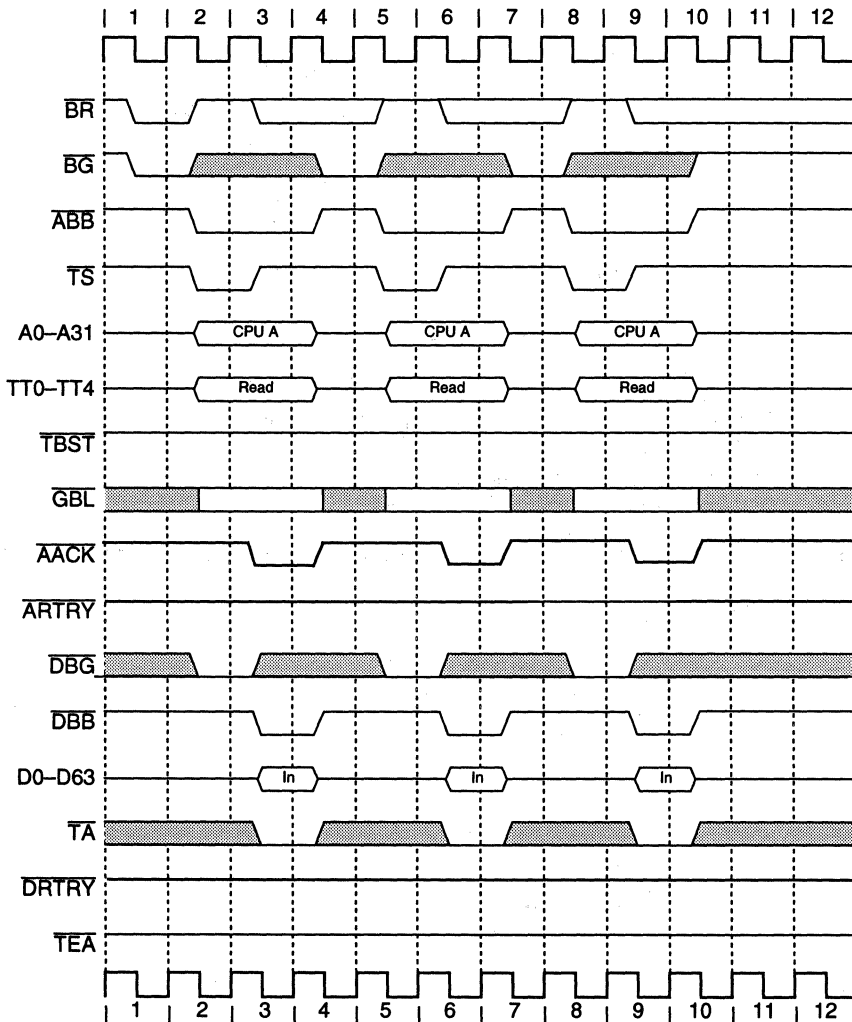 | 1 | 2 | 3 | 4 | 5 | 6 | 7 | 8 | 9 | 10 | 11 | 12
BR
BG
ABB
TS
A0–A31 CPU A CPU A CPU A
TT0–TT4 Read Read Read
TBST
GBL
AACK
ARTRY
DBG
DBB
D0–D63 In In In
TA
DRTRY
TEA
| 1 | 2 | 3 | 4 | 5 | 6 | 7 | 8 | 9 | 10 | 11 | 12